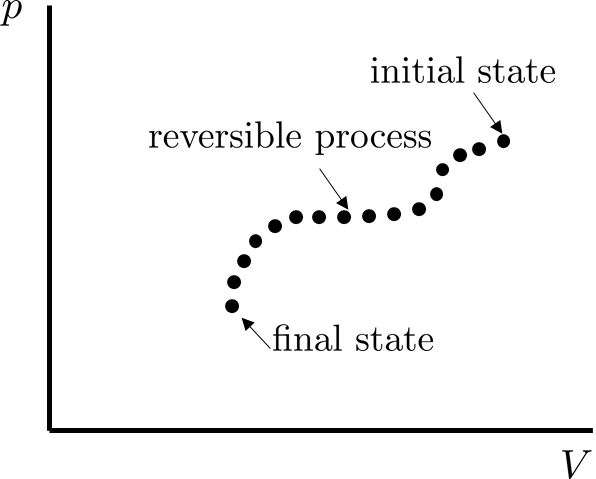 p
initial state
reversible process
final state
V